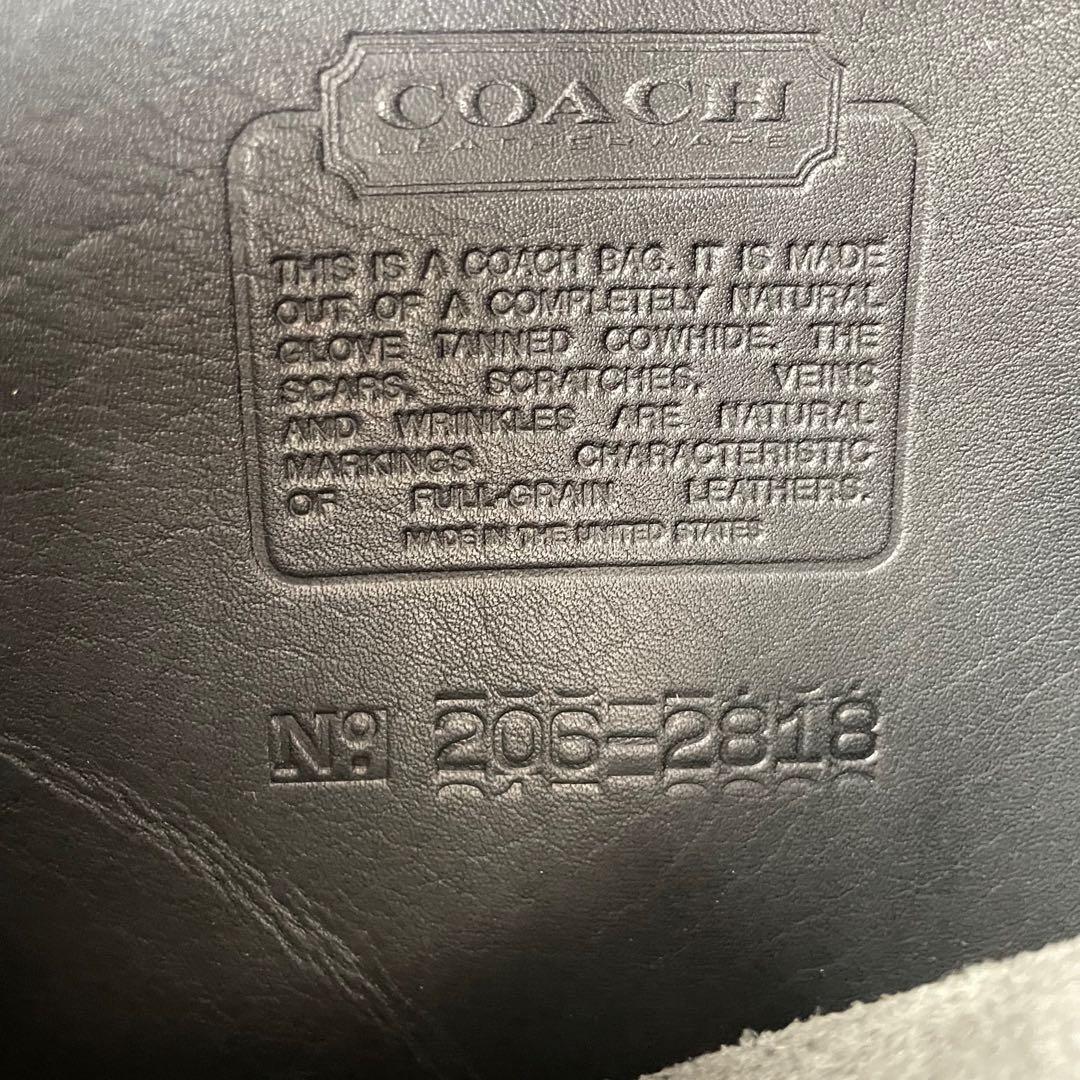 COACH
LEATHERWARE
THIS IS A COACH BAG. IT IS MADE
OUT OF A COMPLETELY NATURAL
GLOVE TANNED COWHIDE. THE
SCARS, SCRATCHES, VEINS
AND WRINKLES ARE NATURAL
MARKINGS CHARACTERISTIC
OF FULL-GRAIN LEATHERS.
MADE IN THE UNITED STATES
No: 206-2818